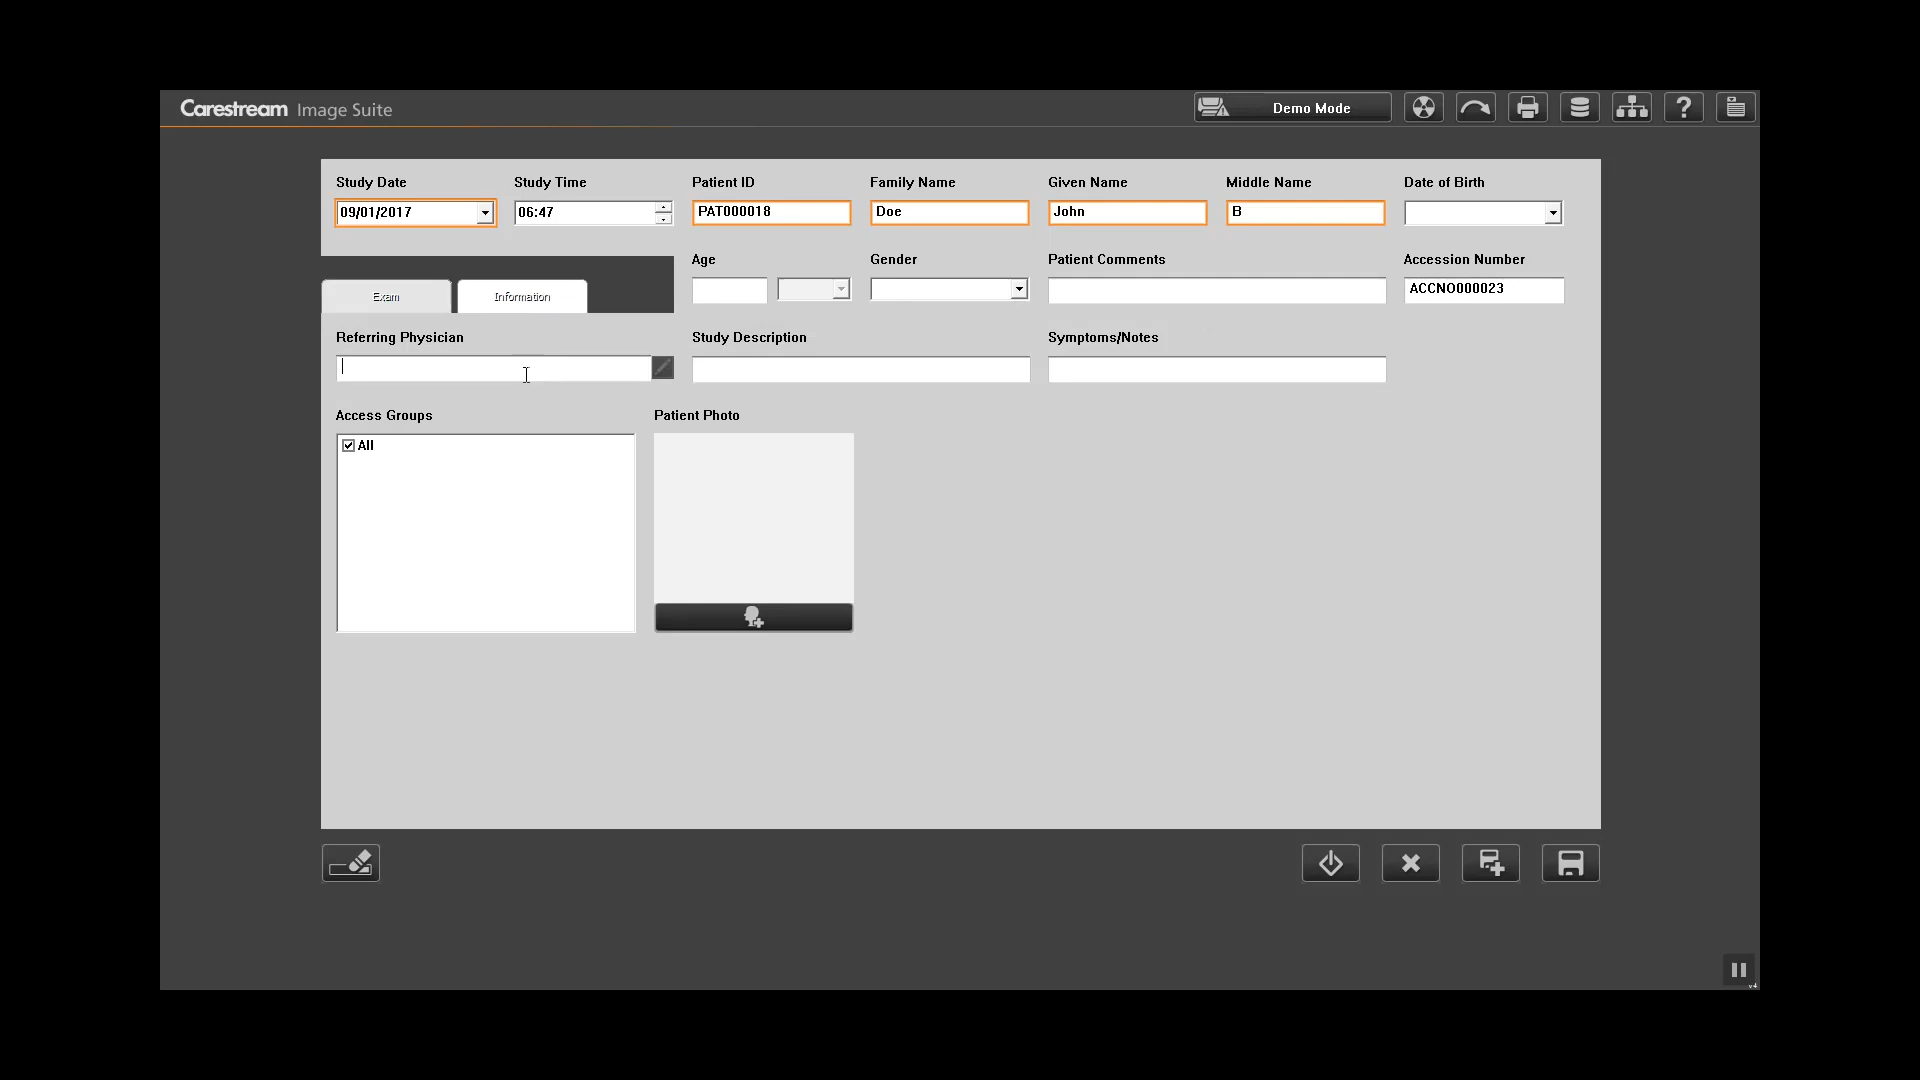 Carestream Image Suite
Demo Mode
?
Study Date
Study Time
Patient ID
Family Name
Given Name
Middle Name
Date of Birth
09/01/2017
06:47
PAT000018
Doe
John
B
Age
Gender
Patient Comments
Accession Number
ACCNO000023
Exam
Information
Referring Physician
Study Description
Symptoms/Notes
Access Groups
Patient Photo
All
v4